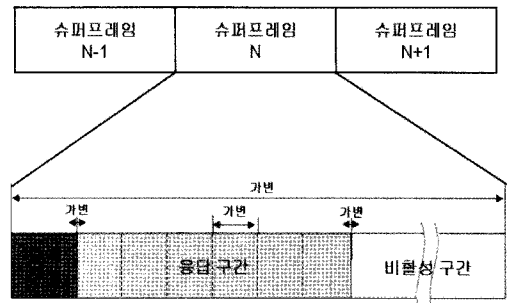 슈퍼프레임 슈퍼프레임 슈퍼프레임
N-1 N N+1
가변
가변 가변 가변
응답 구간 비활성 구간